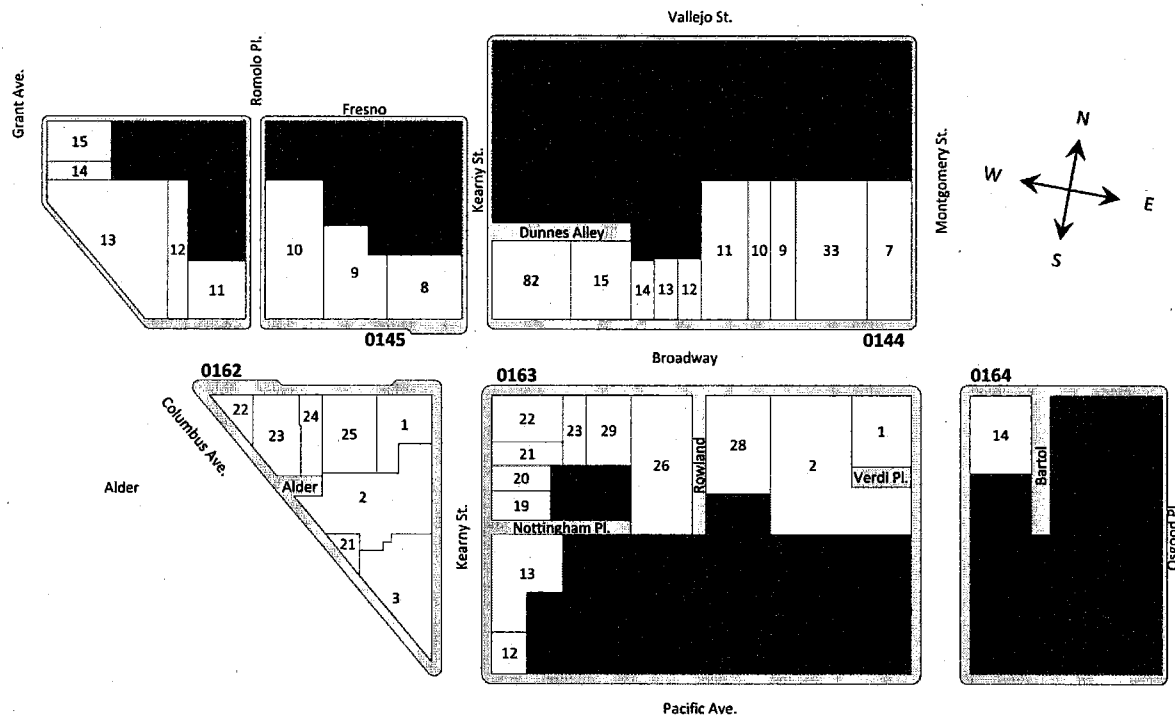 Vallejo St.
Grant Ave.
Romolo Pl.
Fresno
Kearny St.
Montgomery St.
N
W
E
S
15
14
13
12
11
10
9
8
0145
Dunnes Alley
82
15
14
13
12
11
10
9
33
7
0144
Broadway
0162
22
23
24
25
1
Columbus Ave.
Alder
Alder
2
21
3
Kearny St.
0163
22
23
29
21
20
19
Nottingham Pl.
26
Rowland
28
2
1
Verdi Pl.
13
12
0164
14
Bartol
Osgood Pl.
Pacific Ave.